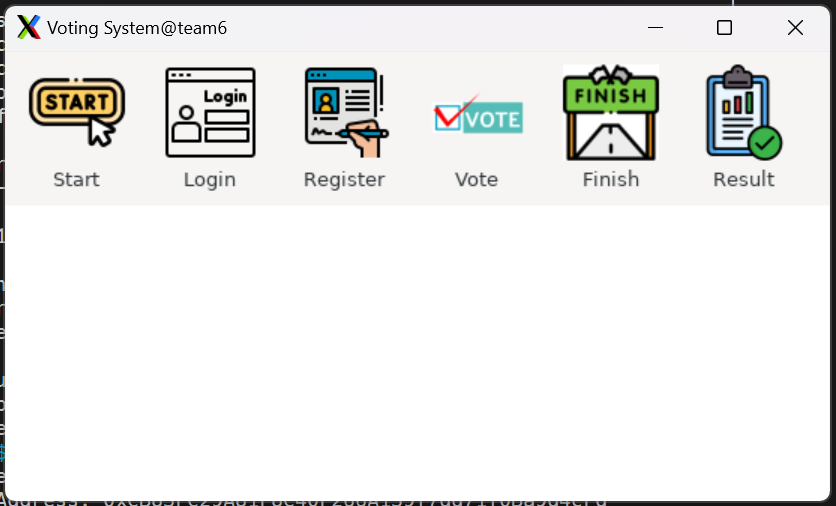 Voting System@team6
START
Login
VOTE
FINISH
Start
Login
Register
Vote
Finish
Result